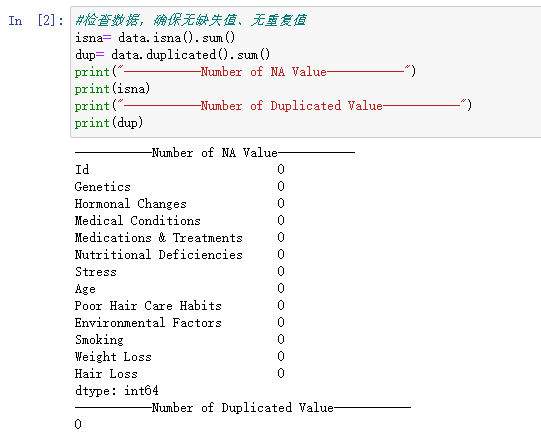 In [2]:
#检查数据，确保无缺失值、无重复值
isna= data.isna().sum()
dup= data.duplicated().sum()
print("——————————Number of NA Value——————————")
print(isna)
print("——————————Number of Duplicated Value——————————")
print(dup)
——————————Number of NA Value——————————
Id 0
Genetics 0
Hormonal Changes 0
Medical Conditions 0
Medications & Treatments 0
Nutritional Deficiencies 0
Stress 0
Age 0
Poor Hair Care Habits 0
Environmental Factors 0
Smoking 0
Weight Loss 0
Hair Loss 0
dtype: int64
——————————Number of Duplicated Value——————————
0